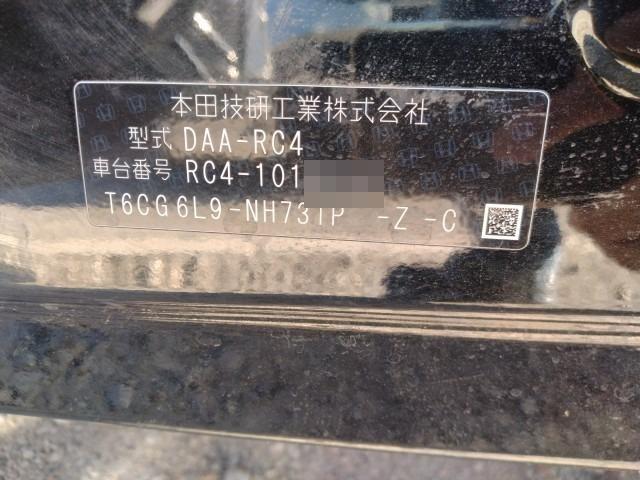 本田技研工業株式会社
型式 DAA-RC4
車台番号 RC4-101
T6CG6L9-NH731P -Z -C